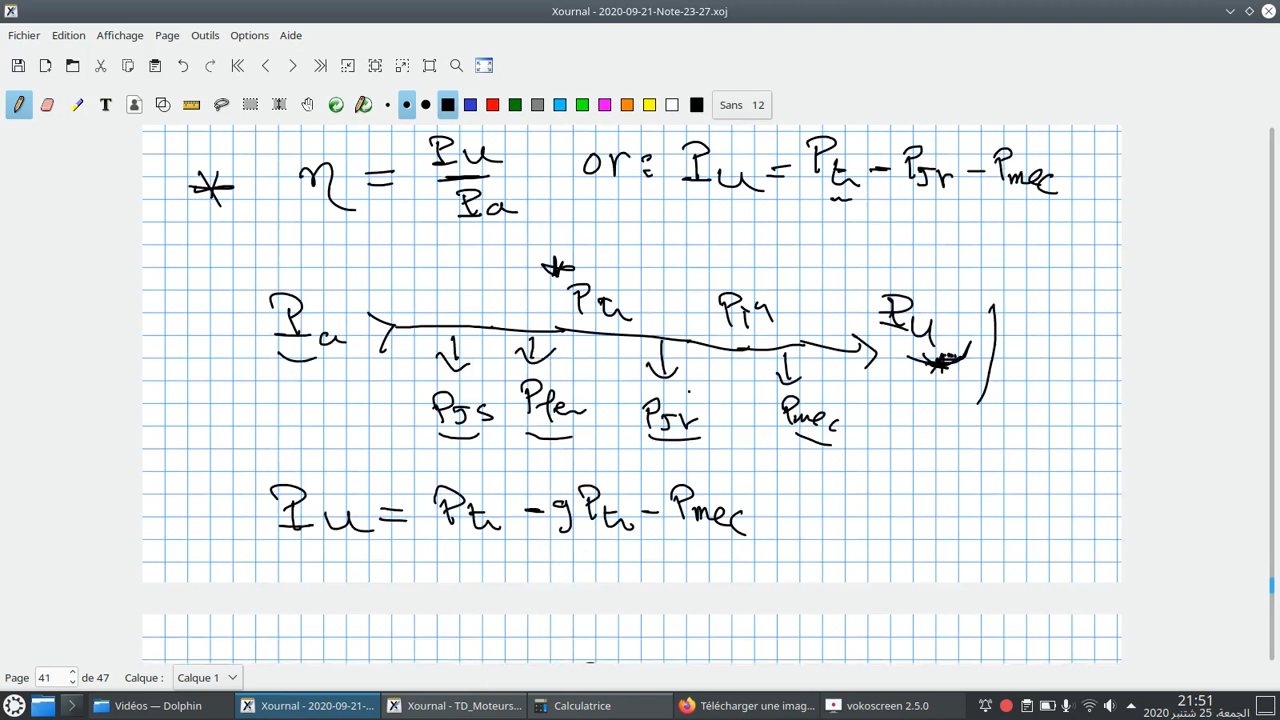 Xournal - 2020-09-21-Note-23-27.xoj
Fichier Edition Affichage Page Outils Options Aide
T Sans 12
* η = Pu / Pa or : Pu = Ptr - PJr - Pmec
*
Pa Ptr Pu
PJs Pfer PJr Pmec
Pu = Ptr - gPtr - Pmec
Page 41 de 47 Calque : Calque 1
Vidéos — Dolphin Xournal - 2020-09-21-... Xournal - TD_Moteurs... Calculatrice Télécharger une imag... vokoscreen 2.5.0 21:51
الجمعة, 25 شتنبر 2020